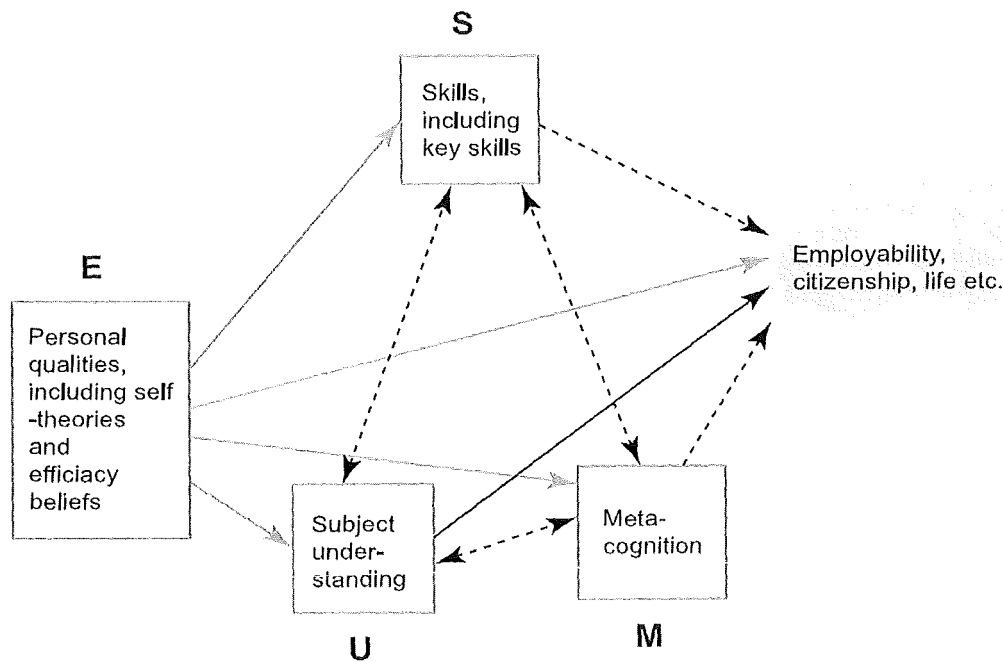 S
Skills,
including
key skills
E
Personal
qualities,
including self
-theories
and
efficiacy
beliefs
Employability,
citizenship, life etc.
Subject
under-
standing
U
Meta-
cognition
M